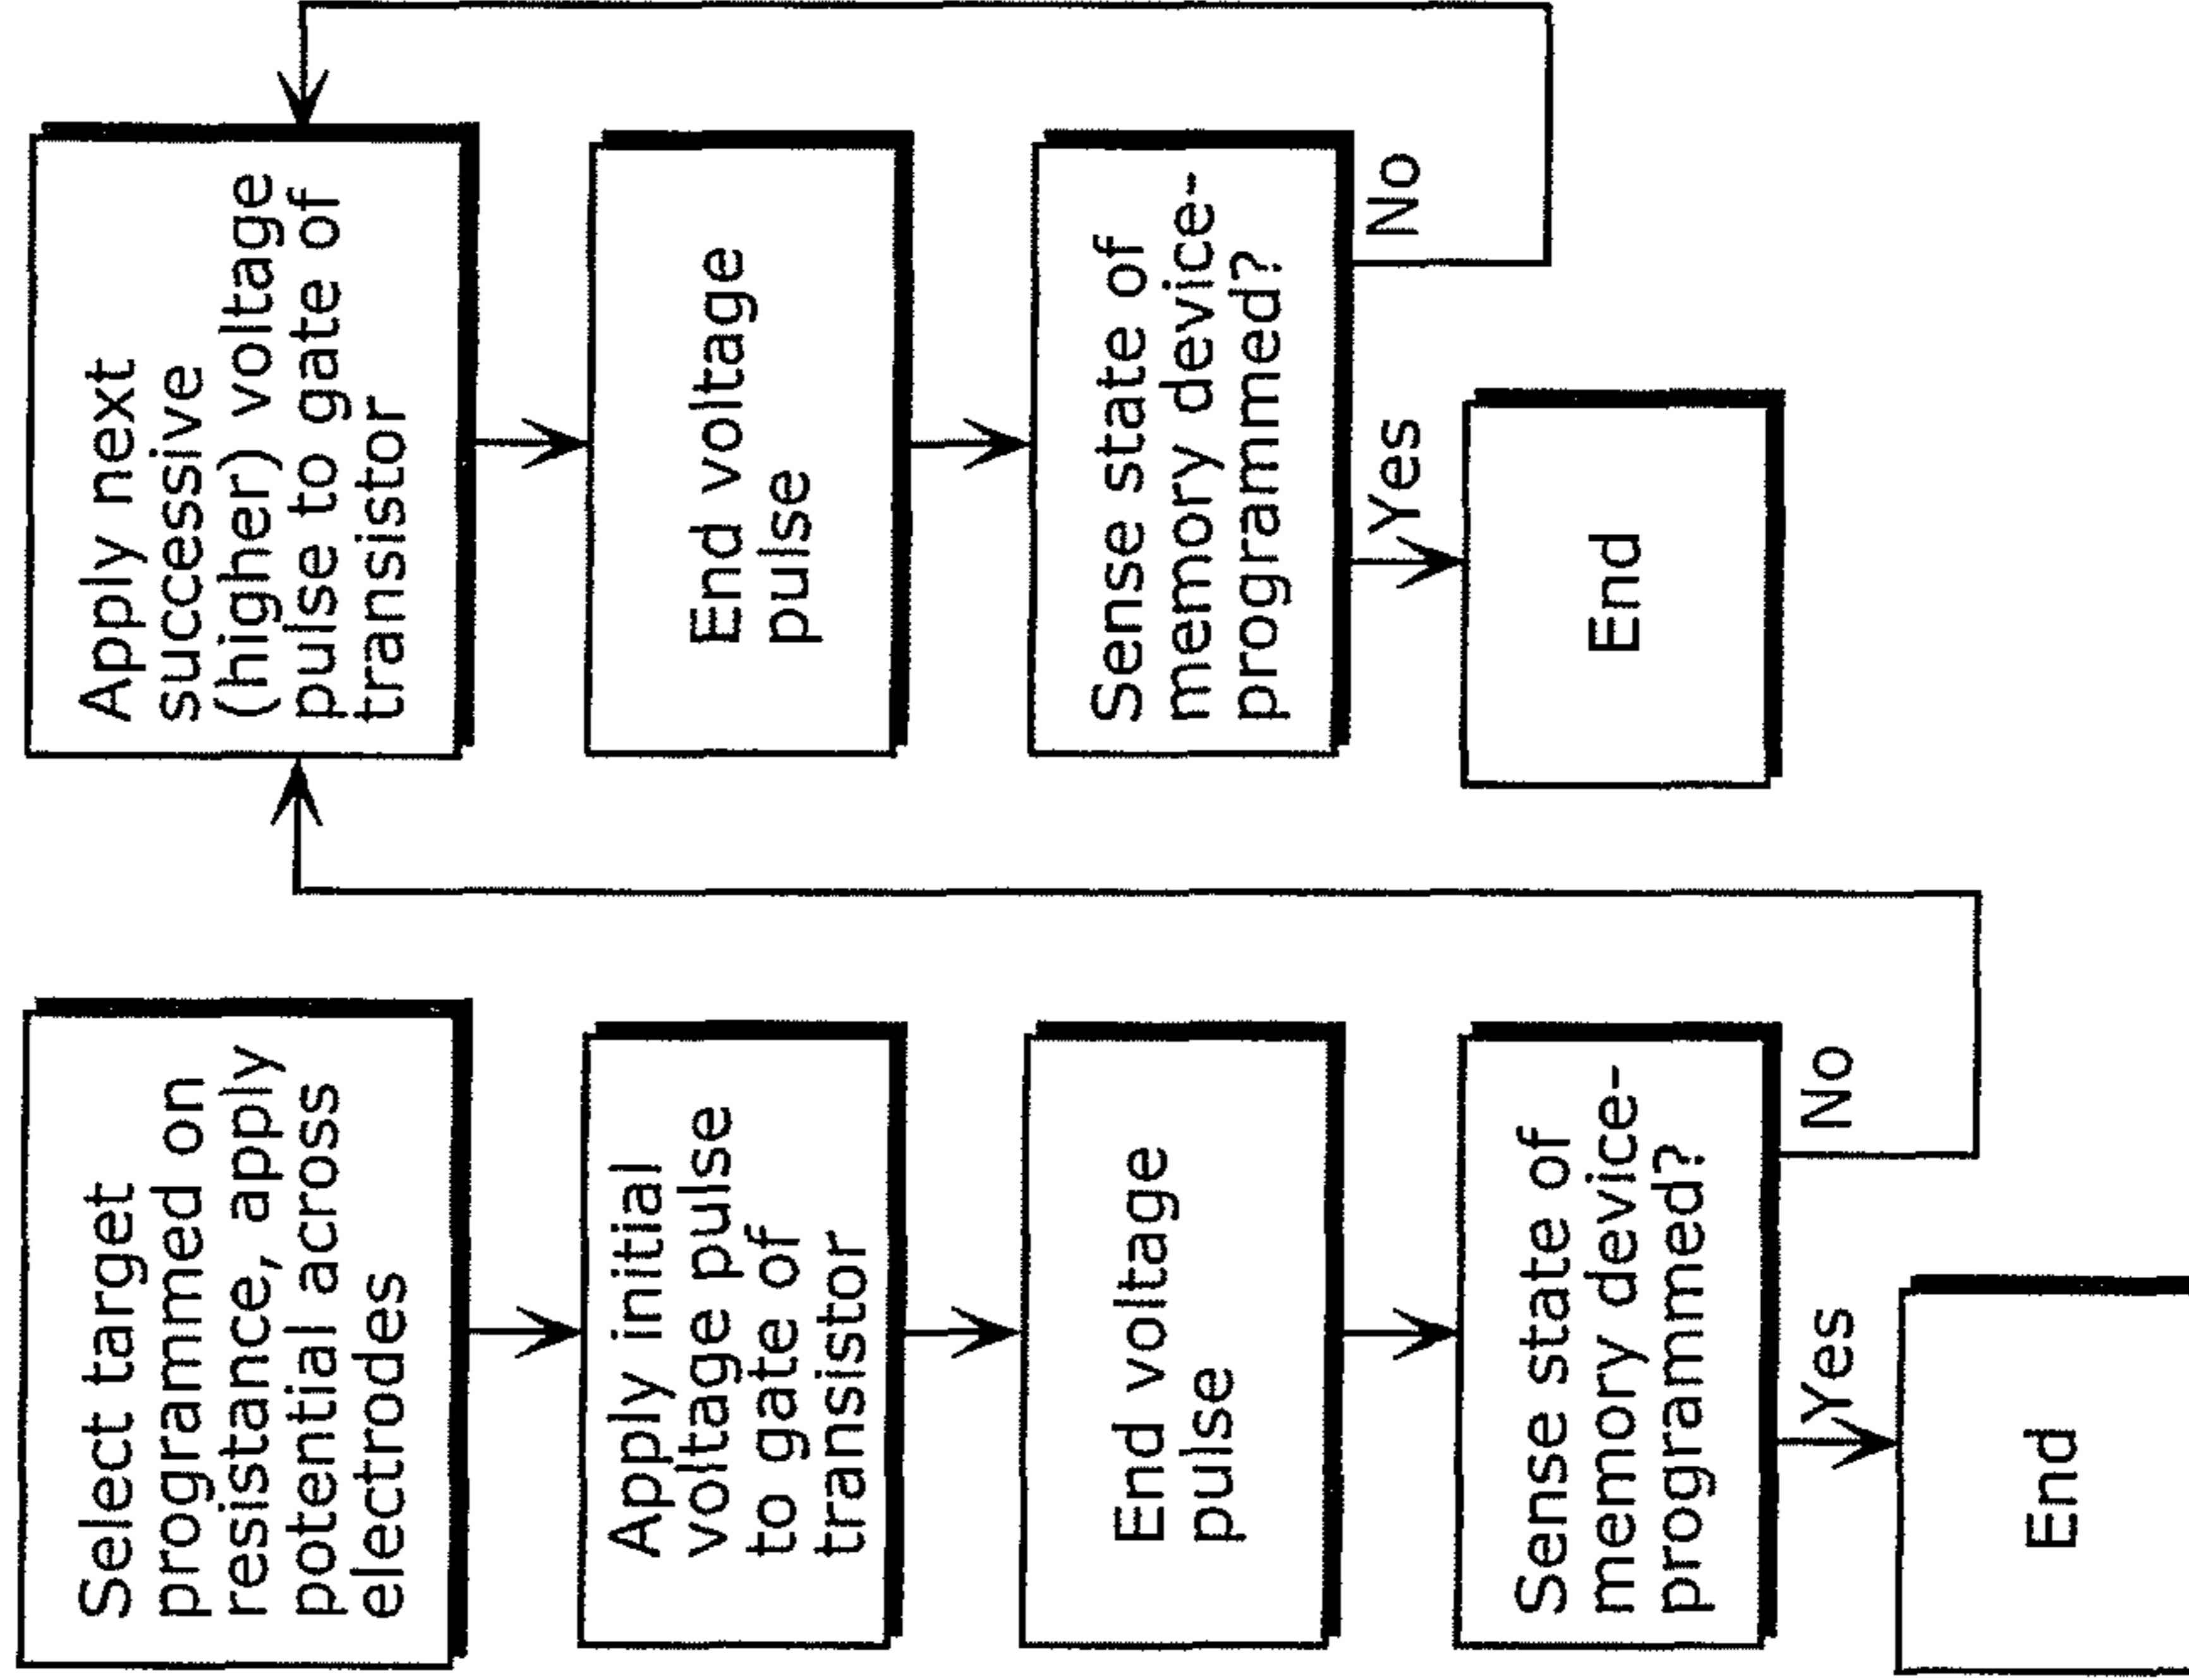 Select target
programmed on
resistance, apply
potential across
electrodes
Apply initial
voltage pulse
to gate of
transistor
End voltage
pulse
Sense state of
memory device-
programmed?
Yes
No
End
Apply next
successive
(higher) voltage
pulse to gate of
transistor
End voltage
pulse
Sense state of
memory device-
programmed?
Yes
No
End